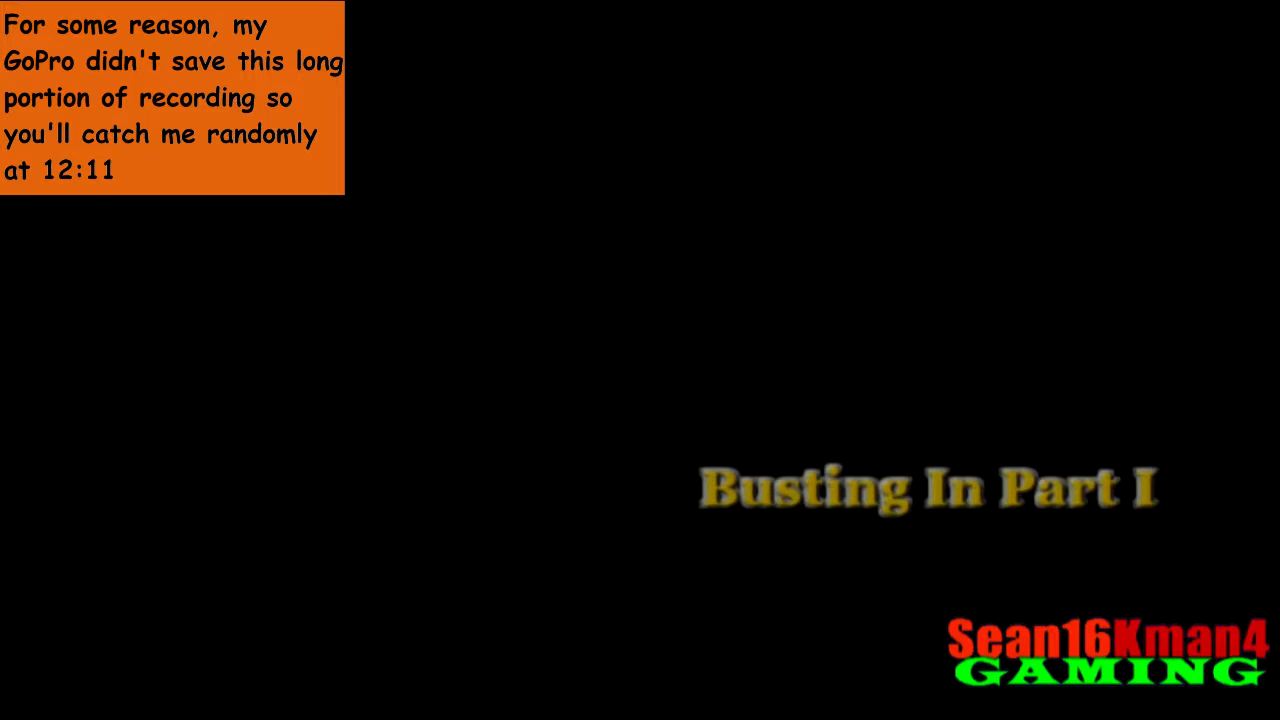 For some reason, my
GoPro didn't save this long
portion of recording so
you'll catch me randomly
at 12:11
Busting In Part I
Sean16Kman4
GAMING